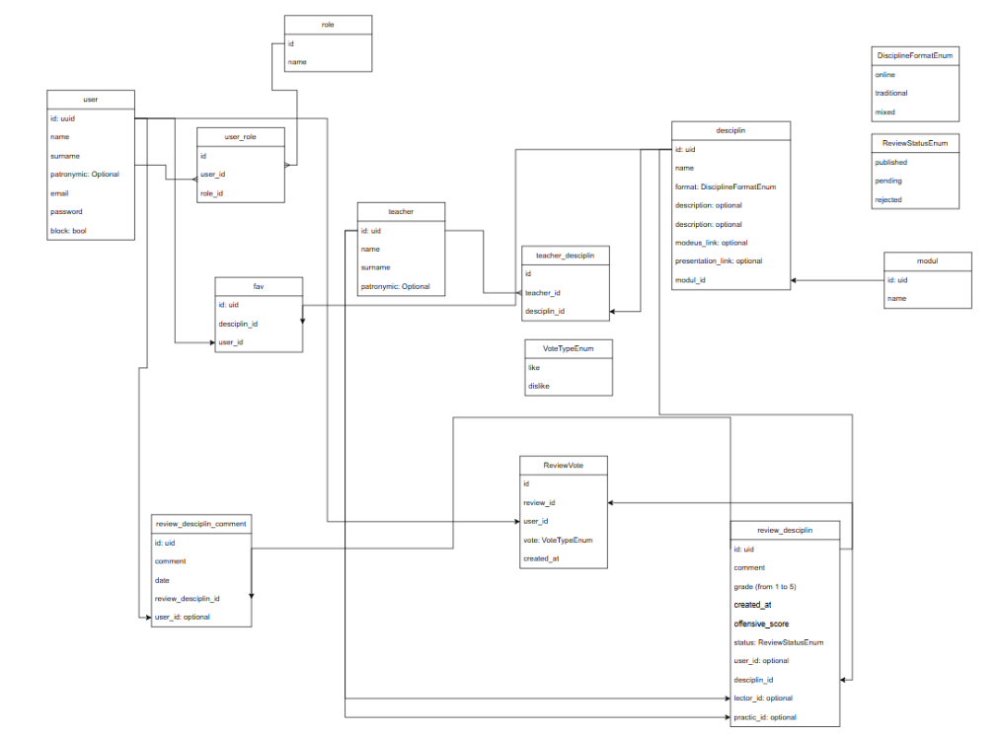 role
id
name
DisciplineFormatEnum
online
traditional
mixed
user
id: uuid
name
surname
patronymic: Optional
email
password
block: bool
user_role
id
user_id
role_id
desciplin
id: uid
name
format: DisciplineFormatEnum
description: optional
description: optional
modeus_link: optional
presentation_link: optional
modul_id
ReviewStatusEnum
published
pending
rejected
teacher
id: uid
name
surname
patronymic: Optional
teacher_desciplin
id
teacher_id
desciplin_id
modul
id: uid
name
fav
id: uid
desciplin_id
user_id
VoteTypeEnum
like
dislike
ReviewVote
id
review_id
user_id
vote: VoteTypeEnum
created_at
review_desciplin_comment
id: uid
comment
date
review_desciplin_id
user_id: optional
review_desciplin
id: uid
comment
grade (from 1 to 5)
created_at
offensive_score
status: ReviewStatusEnum
user_id: optional
desciplin_id
lector_id: optional
practic_id: optional